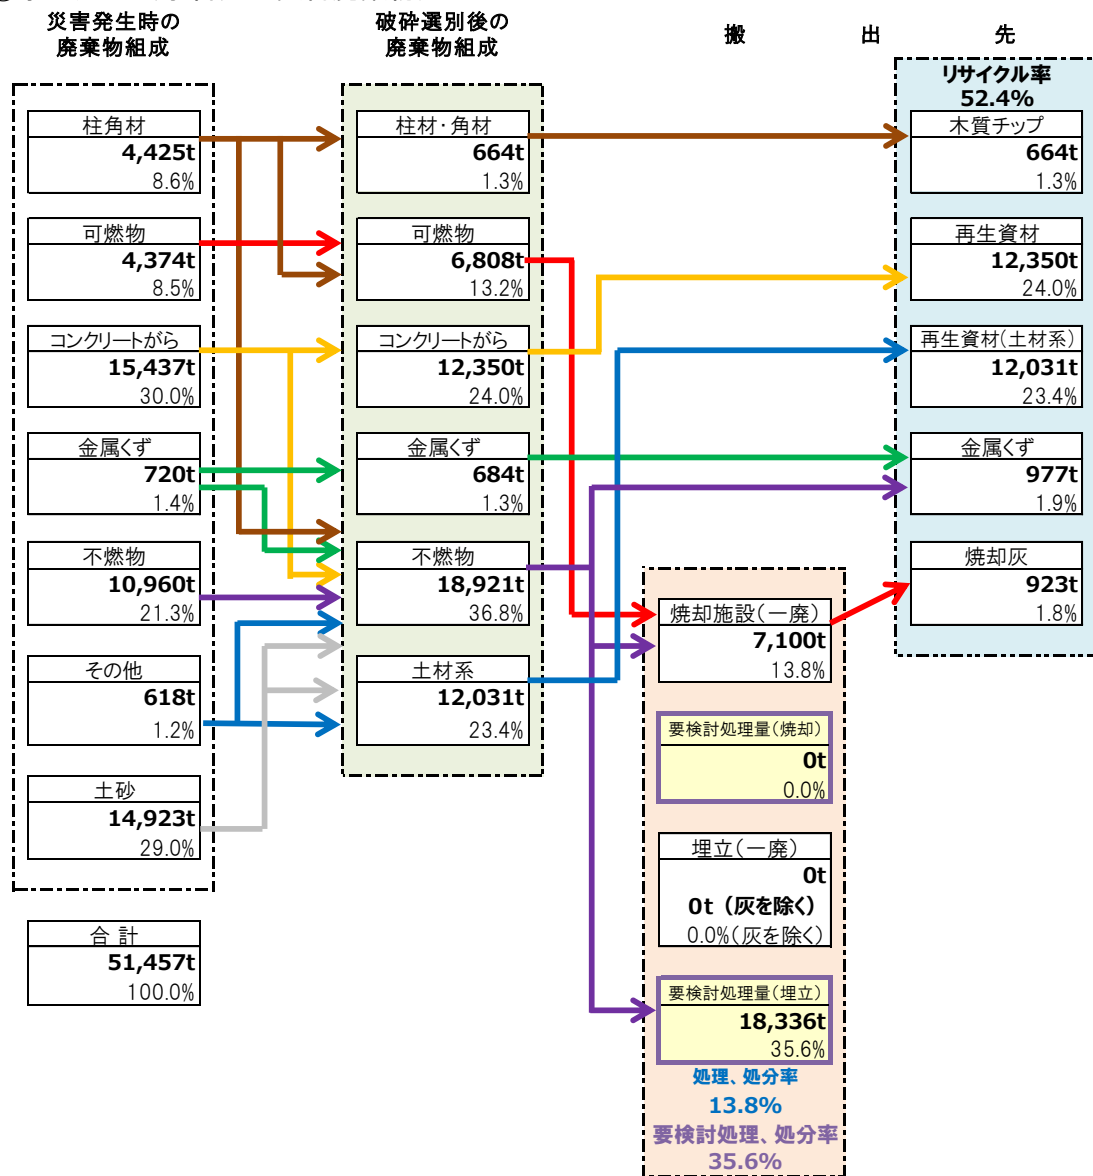 災害発生時の
廃棄物組成
破砕選別後の
廃棄物組成
搬 出 先
リサイクル率
52.4%
柱角材
4,425t
8.6%
可燃物
4,374t
8.5%
コンクリートがら
15,437t
30.0%
金属くず
720t
1.4%
不燃物
10,960t
21.3%
その他
618t
1.2%
土砂
14,923t
29.0%
合 計
51,457t
100.0%
柱材・角材
664t
1.3%
可燃物
6,808t
13.2%
コンクリートがら
12,350t
24.0%
金属くず
684t
1.3%
不燃物
18,921t
36.8%
土材系
12,031t
23.4%
焼却施設(一廃)
7,100t
13.8%
要検討処理量(焼却)
0t
0.0%
埋立(一廃)
0t
0t (灰を除く)
0.0%(灰を除く)
要検討処理量(埋立)
18,336t
35.6%
処理、処分率
13.8%
要検討処理、処分率
35.6%
木質チップ
664t
1.3%
再生資材
12,350t
24.0%
再生資材(土材系)
12,031t
23.4%
金属くず
977t
1.9%
焼却灰
923t
1.8%